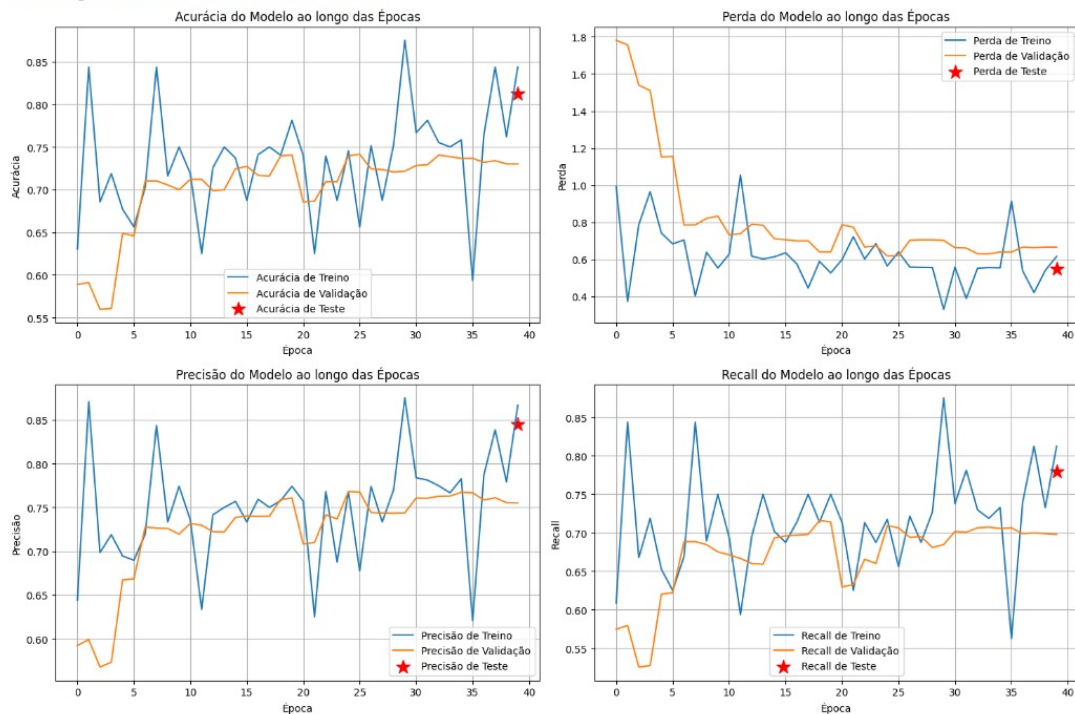 Acurácia do Modelo ao longo das Épocas
Acurácia
0.85
0.80
0.75
0.70
0.65
0.60
0.55
Acurácia de Treino
Acurácia de Validação
Acurácia de Teste
0 5 10 15 20 25 30 35 40
Época
Perda do Modelo ao longo das Épocas
Perda
1.8
1.6
1.4
1.2
1.0
0.8
0.6
0.4
Perda de Treino
Perda de Validação
Perda de Teste
0 5 10 15 20 25 30 35 40
Época
Precisão do Modelo ao longo das Épocas
Precisão
0.85
0.80
0.75
0.70
0.65
0.60
Precisão de Treino
Precisão de Validação
Precisão de Teste
0 5 10 15 20 25 30 35 40
Época
Recall do Modelo ao longo das Épocas
Recall
0.85
0.80
0.75
0.70
0.65
0.60
0.55
Recall de Treino
Recall de Validação
Recall de Teste
0 5 10 15 20 25 30 35 40
Época